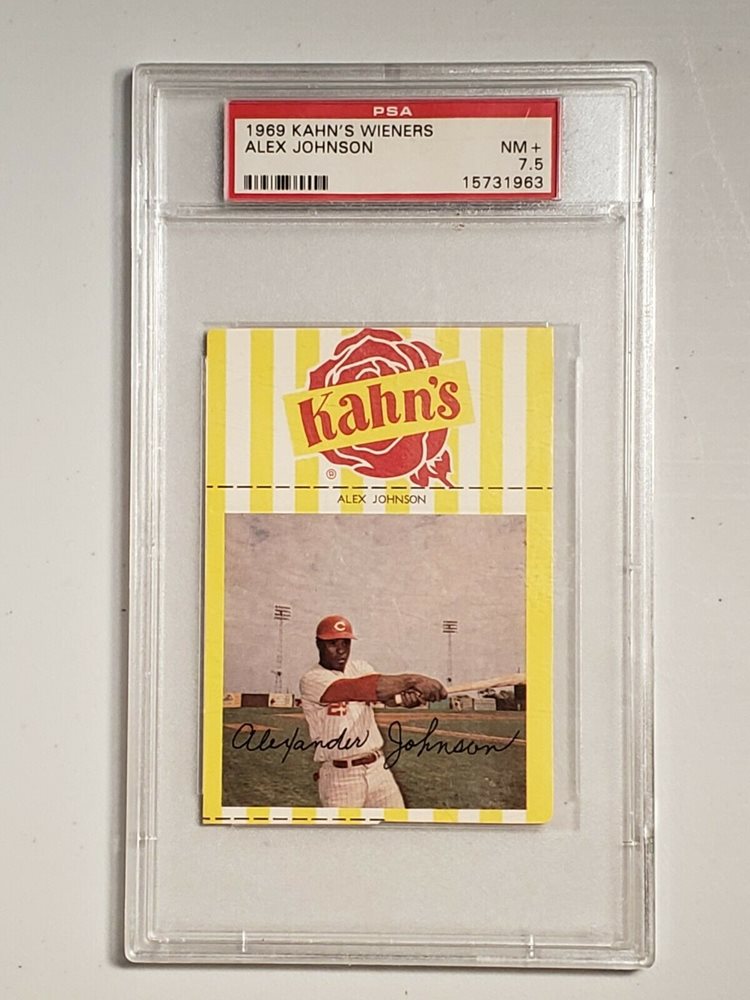 PSA
1969 KAHN'S WIENERS
ALEX JOHNSON NM+
7.5
15731963
Kahn's
®
ALEX JOHNSON
C
Alexander Johnson